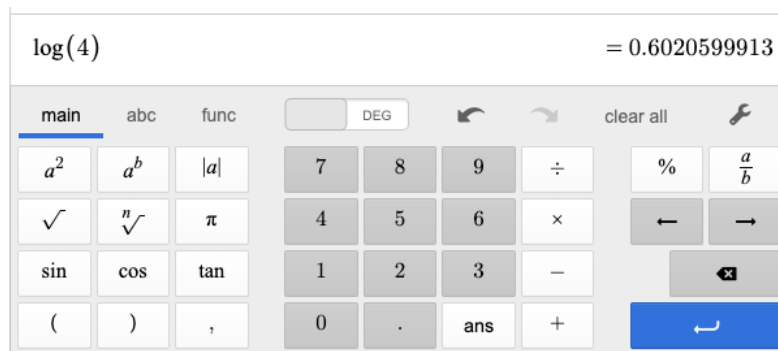 log(4) = 0.6020599913
main abc func DEG clear all
a² aᵇ |a| 7 8 9 ÷ % a/b
√ ⁿ√ π 4 5 6 × ← →
sin cos tan 1 2 3 −
( ) , 0 . ans +